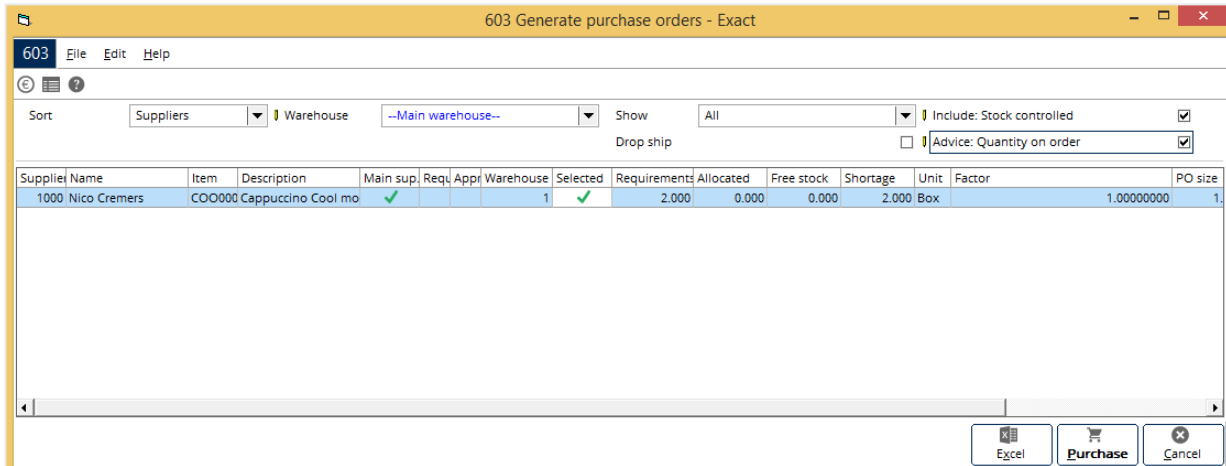 603 Generate purchase orders - Exact
603 File Edit Help
Sort Suppliers Warehouse --Main warehouse-- Show All Include: Stock controlled
Drop ship Advice: Quantity on order
Supplier Name Item Description Main sup. Requ Appr Warehouse Selected Requirements Allocated Free stock Shortage Unit Factor PO size
1000 Nico Cremers COO000 Cappuccino Cool mo 1 2.000 0.000 0.000 2.000 Box 1.00000000 1.
Excel Purchase Cancel